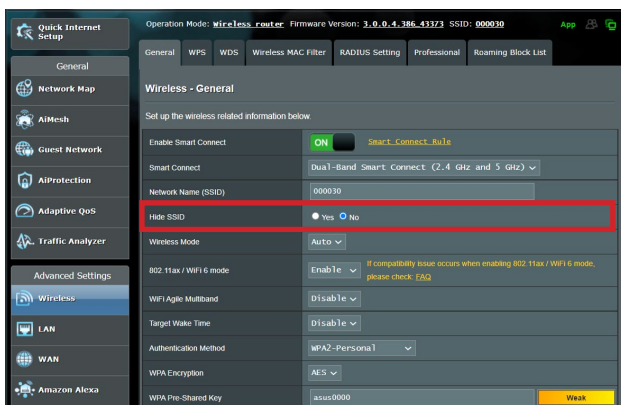 Quick Internet
Setup
General
Network Map
AiMesh
Guest Network
AiProtection
Adaptive QoS
Traffic Analyzer
Advanced Settings
Wireless
LAN
WAN
Amazon Alexa
Operation Mode: Wireless router Firmware Version: 3.0.0.4.386_43373 SSID: 000030 App
General WPS WDS Wireless MAC Filter RADIUS Setting Professional Roaming Block List
Wireless - General
Set up the wireless related information below.
Enable Smart Connect ON Smart Connect Rule
Smart Connect Dual-Band Smart Connect (2.4 GHz and 5 GHz)
Network Name (SSID) 000030
Hide SSID Yes No
Wireless Mode Auto
802.11ax / WiFi 6 mode Enable If compatibility issue occurs when enabling 802.11ax / WiFi 6 mode,
please check: FAQ
WiFi Agile Multiband Disable
Target Wake Time Disable
Authentication Method WPA2-Personal
WPA Encryption AES
WPA Pre-Shared Key asus0000 Weak